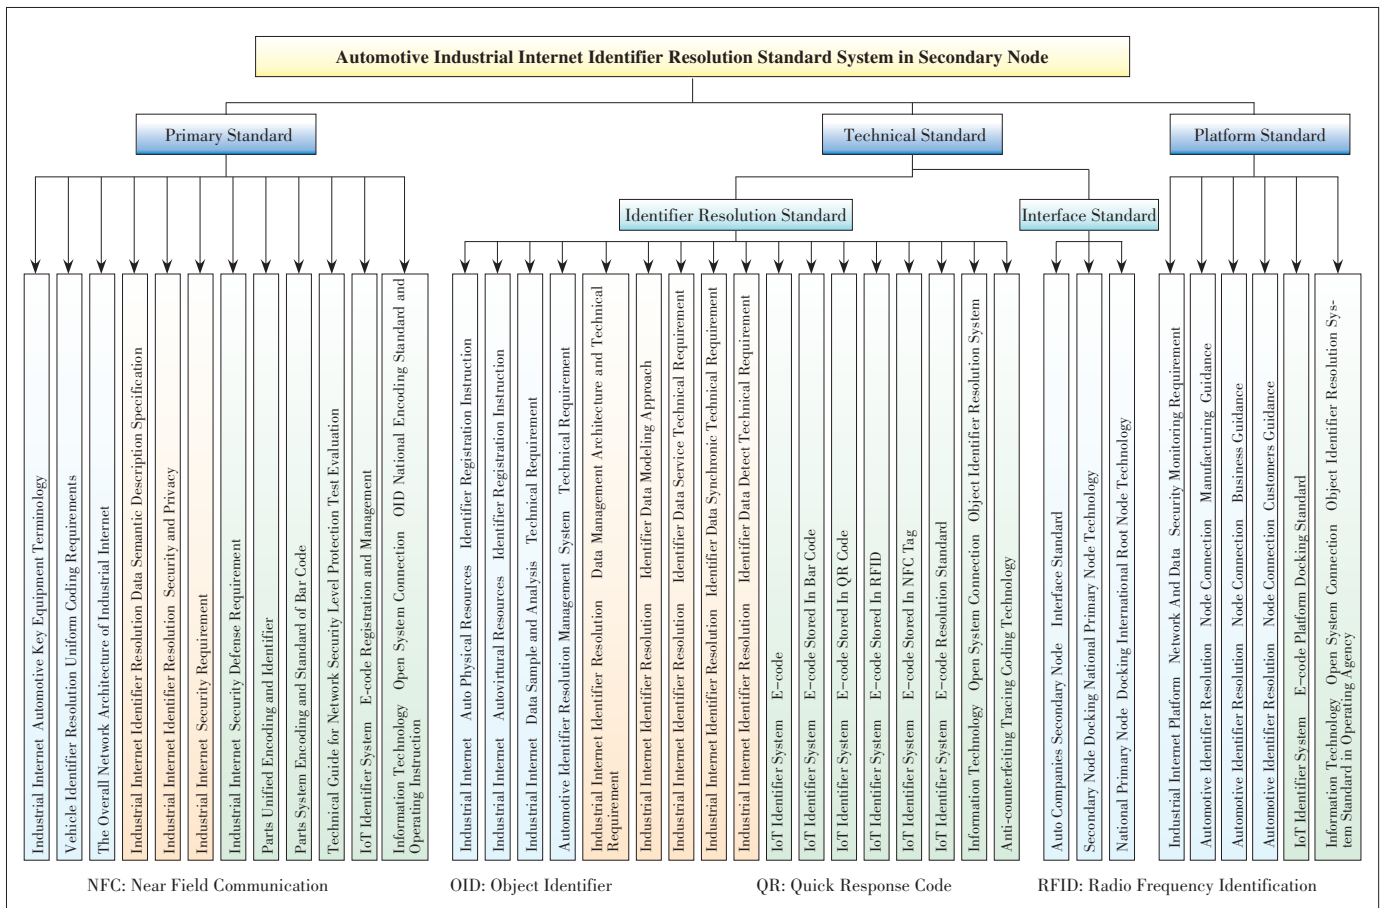 Automotive Industrial Internet Identifier Resolution Standard System in Secondary Node
Primary Standard
Technical Standard
Platform Standard
Identifier Resolution Standard
Interface Standard
Industrial Internet Automotive Key Equipment Terminology
Vehicle Identifier Resolution Uniform Coding Requirements
The Overall Network Architecture of Industrial Internet
Industrial Internet Identifier Resolution Data Semantic Description Specification
Industrial Internet Identifier Resolution Security and Privacy
Industrial Internet Security Requirement
Industrial Internet Security Defense Requirement
Parts Unified Encoding and Identifier
Parts System Encoding and Standard of Bar Code
Technical Guide for Network Security Level Protection Test Evaluation
IoT Identifier System E-code Registration and Management
Information Technology Open System Connection OID National Encoding Standard and
Operating Instruction
Industrial Internet Auto Physical Resources Identifier Registration Instruction
Industrial Internet Autovirtural Resources Identifier Registration Instruction
Industrial Internet Data Sample and Analysis Technical Requirement
Automotive Identifier Resolution Management System Technical Requirement
Industrial Internet Identifier Resolution Data Management Architecture and Technical
Requirement
Industrial Internet Identifier Resolution Identifier Data Modeling Approach
Industrial Internet Identifier Resolution Identifier Data Service Technical Requirement
Industrial Internet Identifier Resolution Identifier Data Synchronic Technical Requirement
Industrial Internet Identifier Resolution Identifier Data Detect Technical Requirement
IoT Identifier System E-code
IoT Identifier System E-code Stored In Bar Code
IoT Identifier System E-code Stored In QR Code
IoT Identifier System E-code Stored In RFID
IoT Identifier System E-code Stored In NFC Tag
IoT Identifier System E-code Resolution Standard
Information Technology Open System Connection Object Identifier Resolution System
Anti-counterfeiting Tracing Coding Technology
Auto Companies Secondary Node Interface Standard
Secondary Node Docking National Primary Node Technology
National Primary Node Docking International Root Node Technology
Industrial Internet Platform Network And Data Security Monitoring Requirement
Automotive Identifier Resolution Node Connection Manufacturing Guidance
Automotive Identifier Resolution Node Connection Business Guidance
Automotive Identifier Resolution Node Connection Customers Guidance
IoT Identifier System E-code Platform Docking Standard
Information Technology Open System Connection Object Identifier Resolution Sys-
tem Standard in Operating Agency
NFC: Near Field Communication
OID: Object Identifier
QR: Quick Response Code
RFID: Radio Frequency Identification